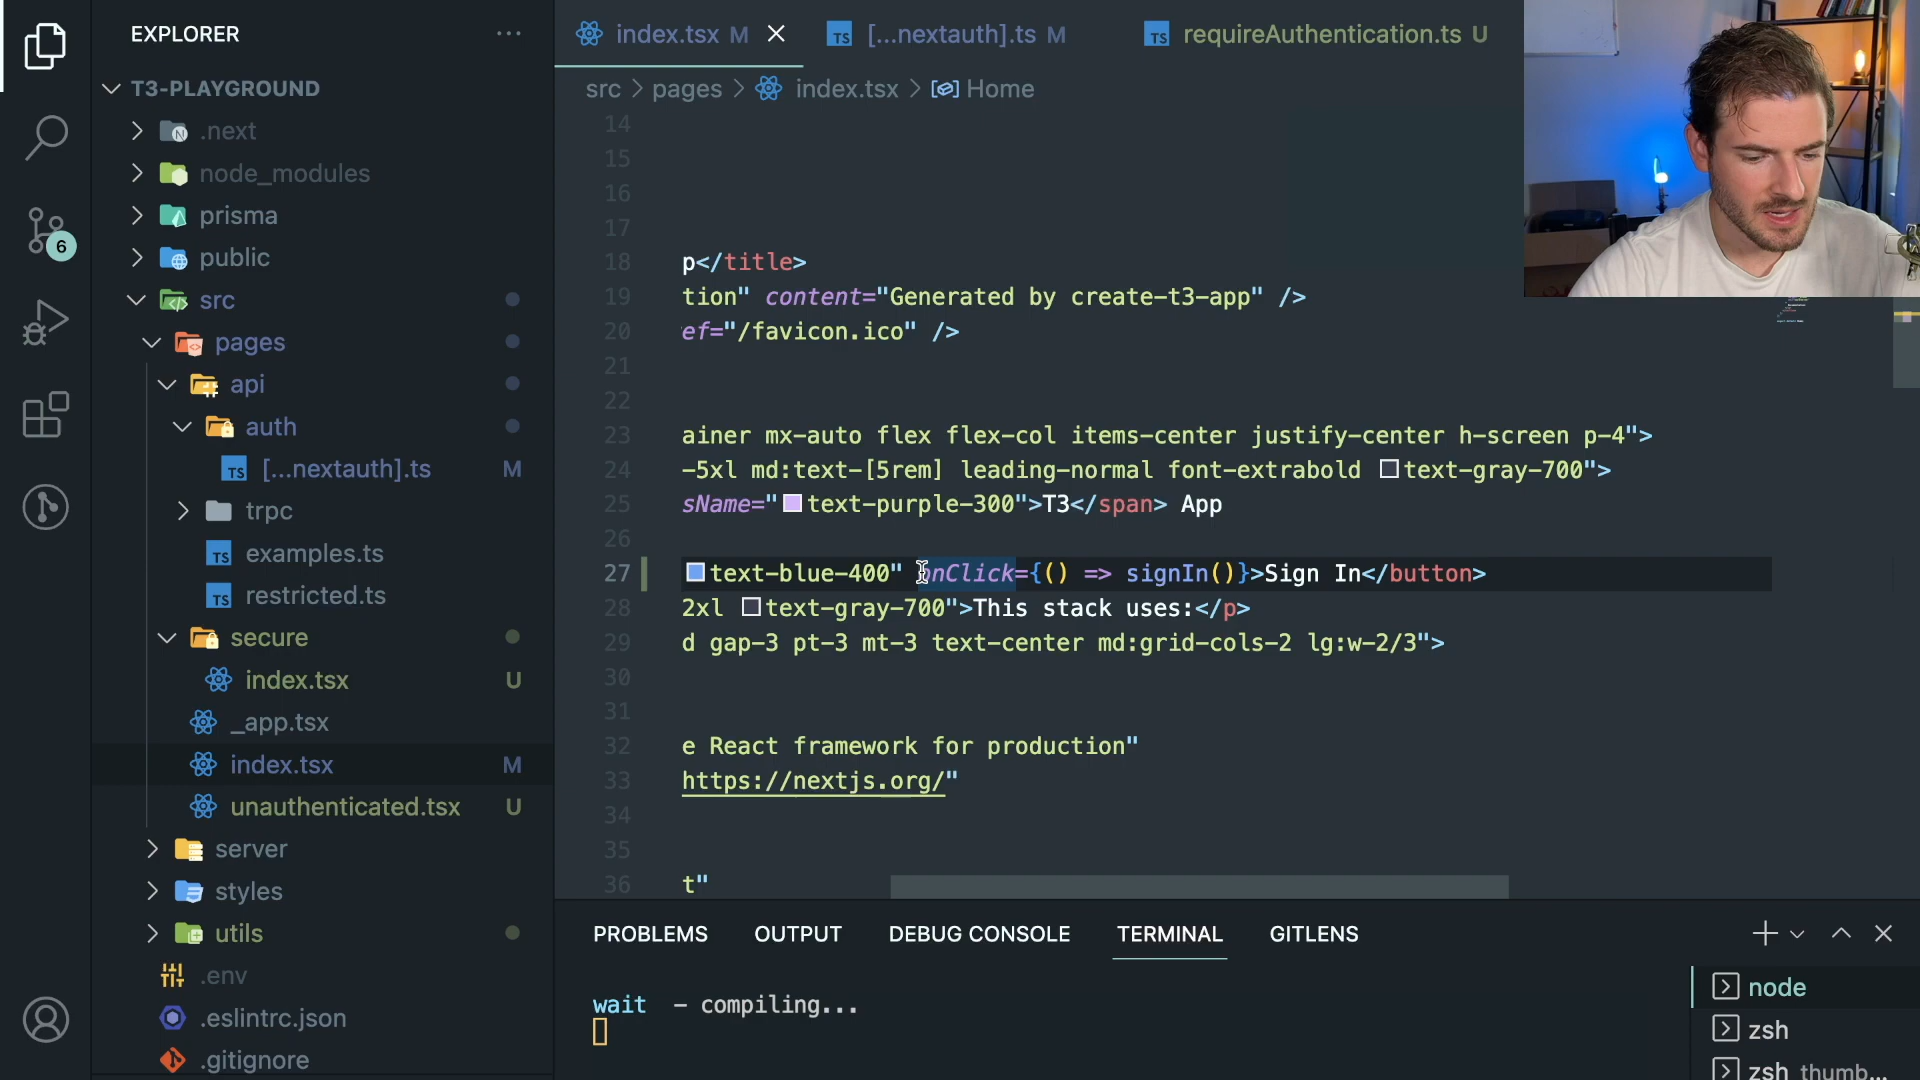 EXPLORER
index.tsx M
[...nextauth].ts M
requireAuthentication.ts U
T3-PLAYGROUND
src > pages > index.tsx > Home
.next
node_modules
prisma
public
src
pages
api
auth
[...nextauth].ts M
trpc
examples.ts
restricted.ts
secure
index.tsx U
_app.tsx
index.tsx M
unauthenticated.tsx U
server
styles
utils
.env
.eslintrc.json
.gitignore
6
14
15
16
17
18 p</title>
19 tion" content="Generated by create-t3-app" />
20 ef="/favicon.ico" />
21
22
23 ainer mx-auto flex flex-col items-center justify-center h-screen p-4">
24 -5xl md:text-[5rem] leading-normal font-extrabold text-gray-700">
25 sName="text-purple-300">T3</span> App
26
27 text-blue-400" onClick={() => signIn()}>Sign In</button>
28 2xl text-gray-700">This stack uses:</p>
29 d gap-3 pt-3 mt-3 text-center md:grid-cols-2 lg:w-2/3">
30
31
32 e React framework for production"
33 https://nextjs.org/"
34
35
36 t"
PROBLEMS OUTPUT DEBUG CONSOLE TERMINAL GITLENS
wait - compiling...
node
zsh
zsh thumb...